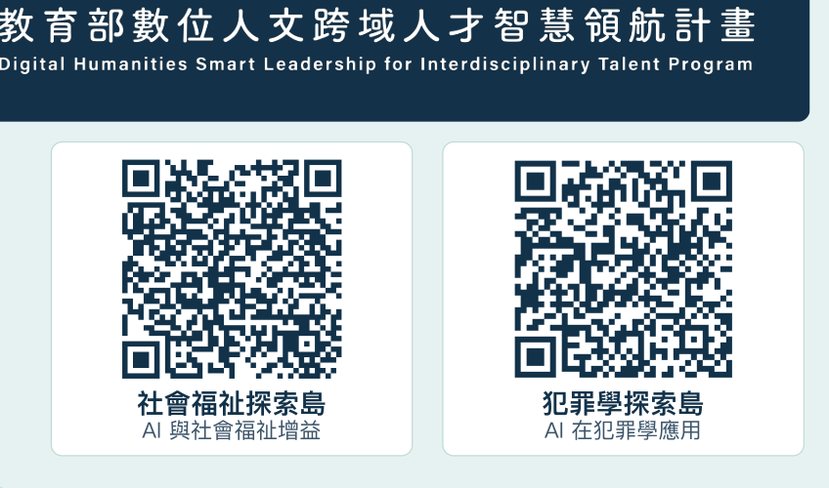 教育部數位人文跨域人才智慧領航計畫
Digital Humanities Smart Leadership for Interdisciplinary Talent Program
社會福祉探索島
AI 與社會福祉增益
犯罪學探索島
AI 在犯罪學應用